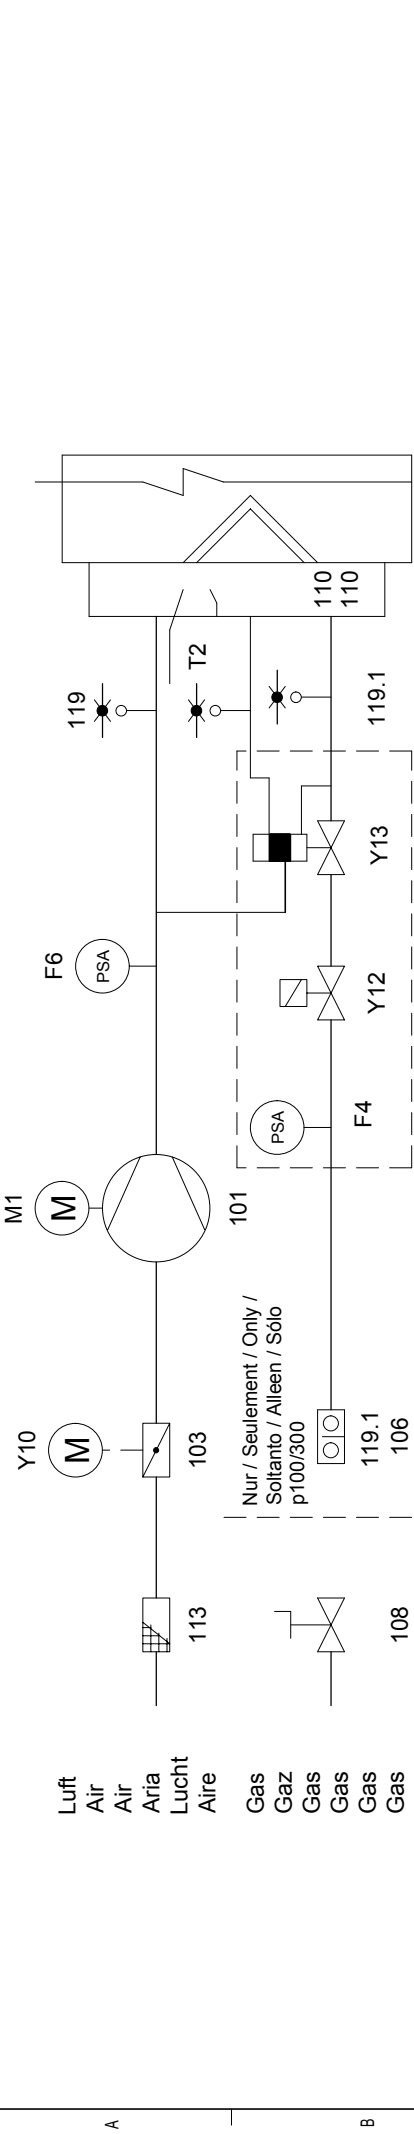 A
Luft
Air
Air
Aria
Lucht
Aire
113
Y10
M
103
M1
M
101
F6
PSA
119
T2
B
Gas
Gaz
Gas
Gas
Gas
Gas
108
Nur / Seulement / Only /
Soltanto / Alleen / Sólo
p100/300
119.1
106
PSA
F4
Y12
Y13
119.1
110
110